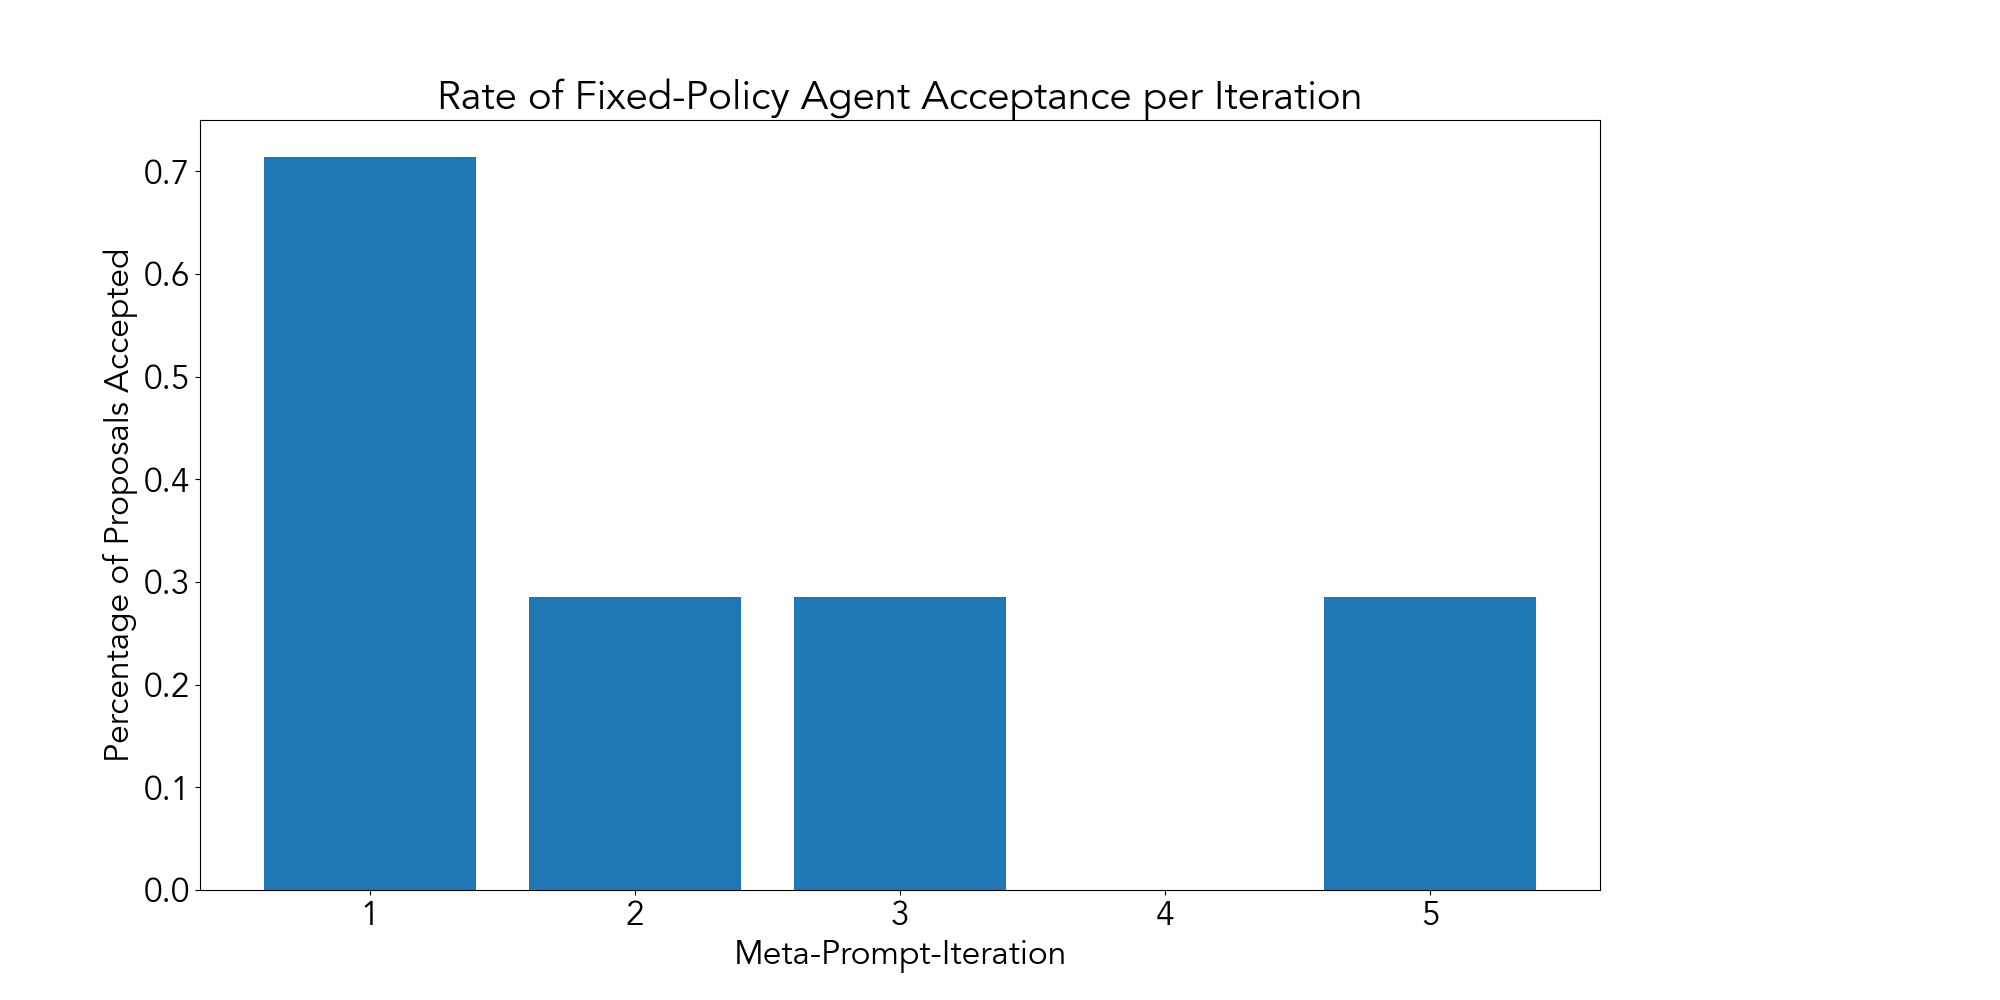 Rate of Fixed-Policy Agent Acceptance per Iteration
Percentage of Proposals Accepted
0.7
0.6
0.5
0.4
0.3
0.2
0.1
0.0
1 2 3 4 5
Meta-Prompt-Iteration